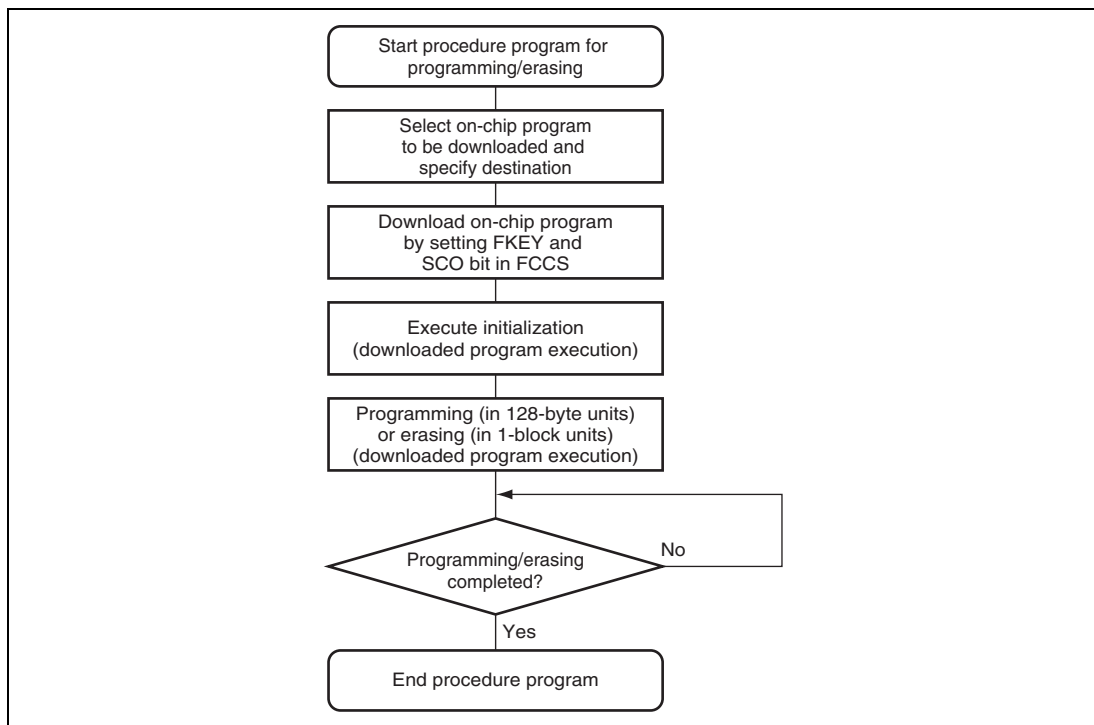 Start procedure program for
programming/erasing
Select on-chip program
to be downloaded and
specify destination
Download on-chip program
by setting FKEY and
SCO bit in FCCS
Execute initialization
(downloaded program execution)
Programming (in 128-byte units)
or erasing (in 1-block units)
(downloaded program execution)
Programming/erasing
completed?
No
Yes
End procedure program